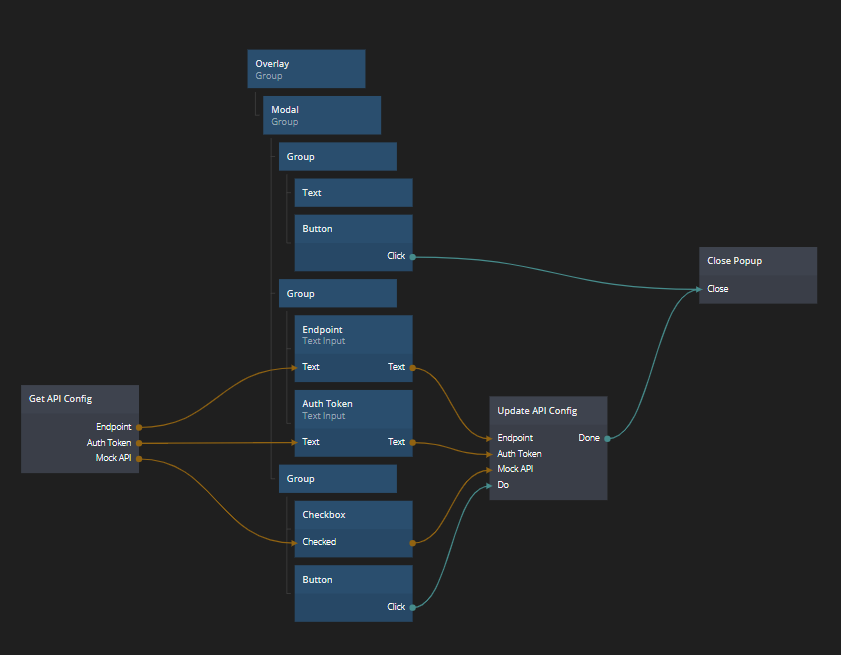 Overlay
Group
Modal
Group
Group
Text
Button
Click
Close Popup
Close
Group
Endpoint
Text Input
Text Text
Auth Token
Text Input
Text Text
Get API Config
Endpoint
Auth Token
Mock API
Update API Config
Endpoint Done
Auth Token
Mock API
Do
Group
Checkbox
Checked
Button
Click